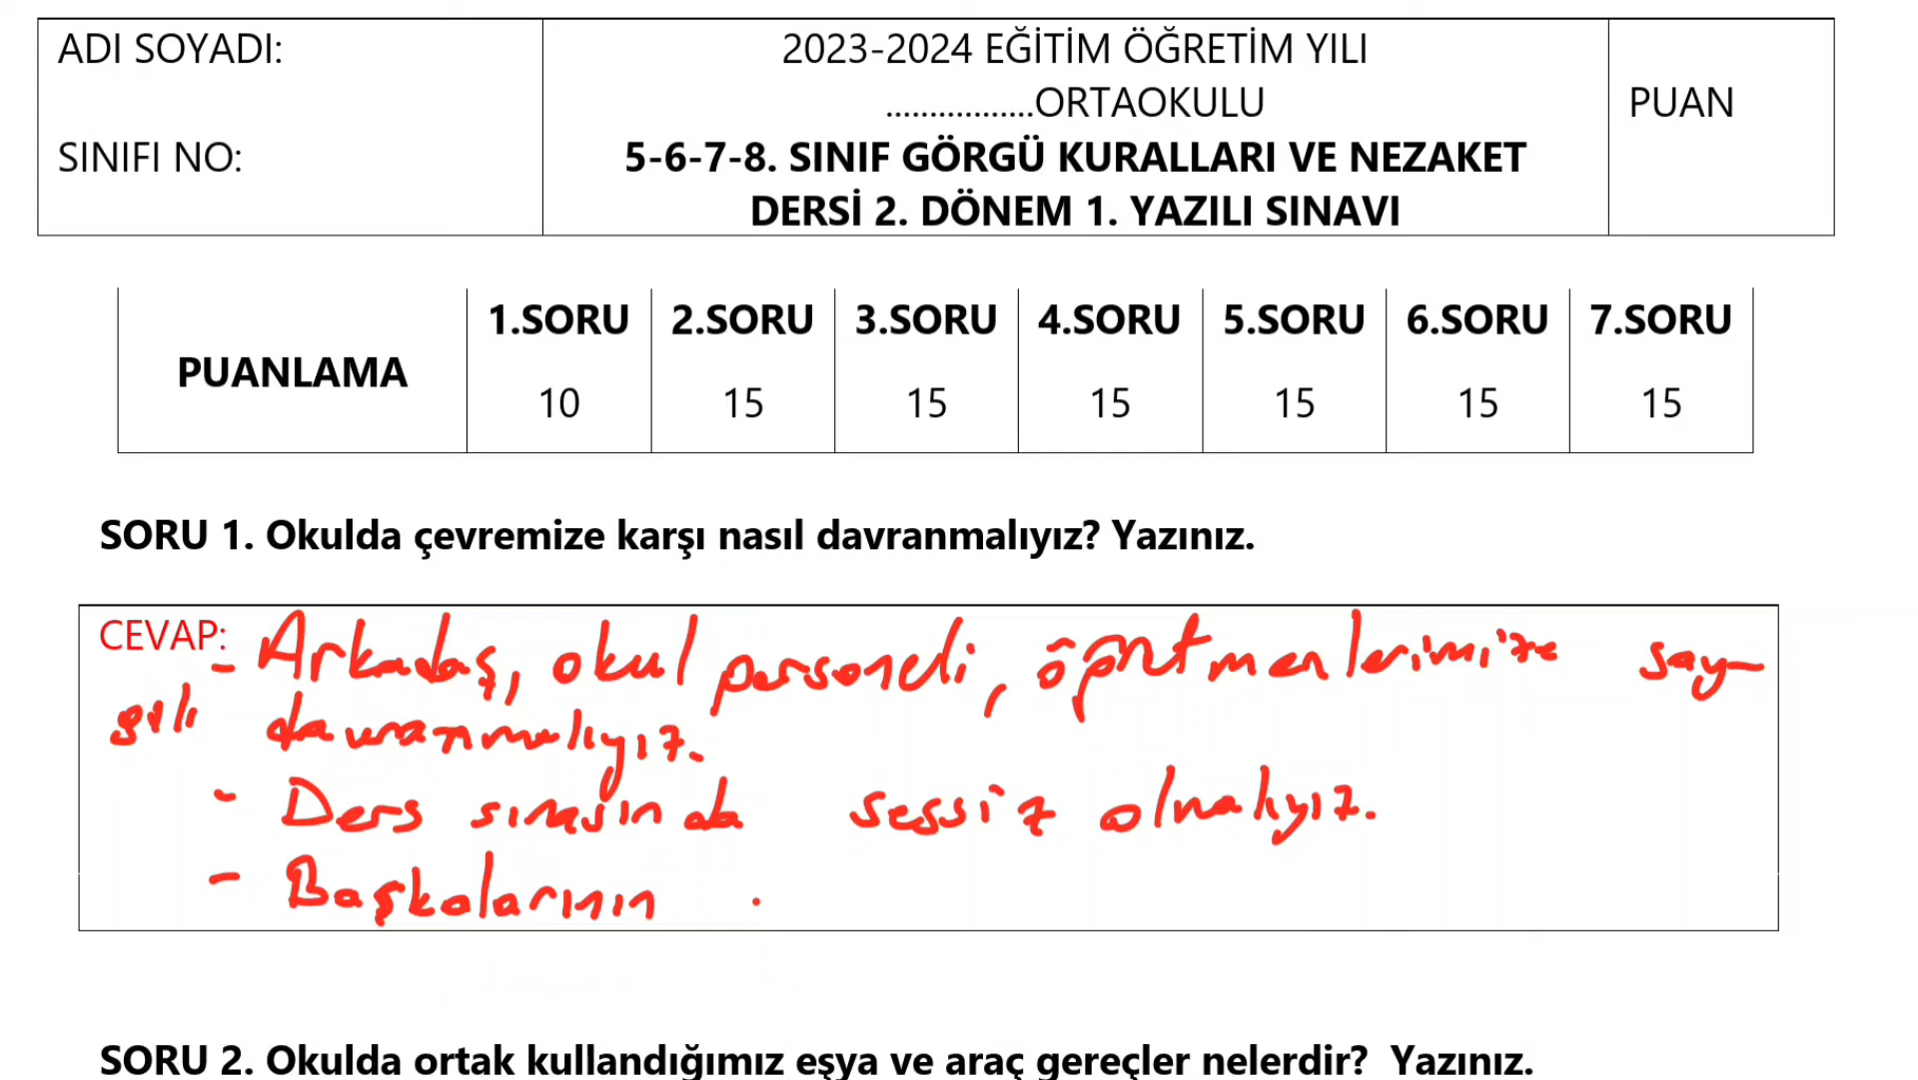 ADI SOYADI:
2023-2024 EĞİTİM ÖĞRETİM YILI
................ORTAOKULU
PUAN
SINIFI NO:
5-6-7-8. SINIF GÖRGÜ KURALLARI VE NEZAKET
DERSİ 2. DÖNEM 1. YAZILI SINAVI
PUANLAMA
1.SORU 2.SORU 3.SORU 4.SORU 5.SORU 6.SORU 7.SORU
10 15 15 15 15 15 15
SORU 1. Okulda çevremize karşı nasıl davranmalıyız? Yazınız.
CEVAP: - Arkadaş, okul personeli, öğretmenlerimize say-
gılı davranmalıyız.
- Ders sırasında sessiz olmalıyız.
- Başkalarının
SORU 2. Okulda ortak kullandığımız eşya ve araç gereçler nelerdir? Yazınız.